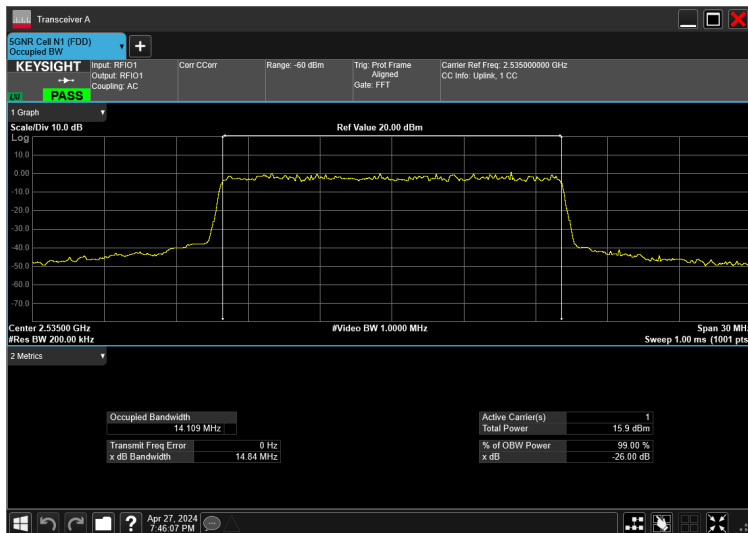 Transceiver A
5GNR Cell N1 (FDD)
Occupied BW
+
KEYSIGHT
LXI
PASS
Input: RFIO1
Output: RFIO1
Coupling: AC
Corr CCorr
Range: -60 dBm
Trig: Prot Frame
Aligned
Gate: FFT
Carrier Ref Freq: 2.535000000 GHz
CC Info: Uplink, 1 CC
1 Graph
Scale/Div 10.0 dB
Ref Value 20.00 dBm
Log
10.0
0.00
-10.0
-20.0
-30.0
-40.0
-50.0
-60.0
-70.0
Center 2.53500 GHz
#Video BW 1.0000 MHz
Span 30 MHz
#Res BW 200.00 kHz
Sweep 1.00 ms (1001 pts
2 Metrics
Occupied Bandwidth
14.109 MHz
Transmit Freq Error 0 Hz
x dB Bandwidth 14.84 MHz
Active Carrier(s) 1
Total Power 15.9 dBm
% of OBW Power 99.00 %
x dB -26.00 dB
?
Apr 27, 2024
7:46:07 PM